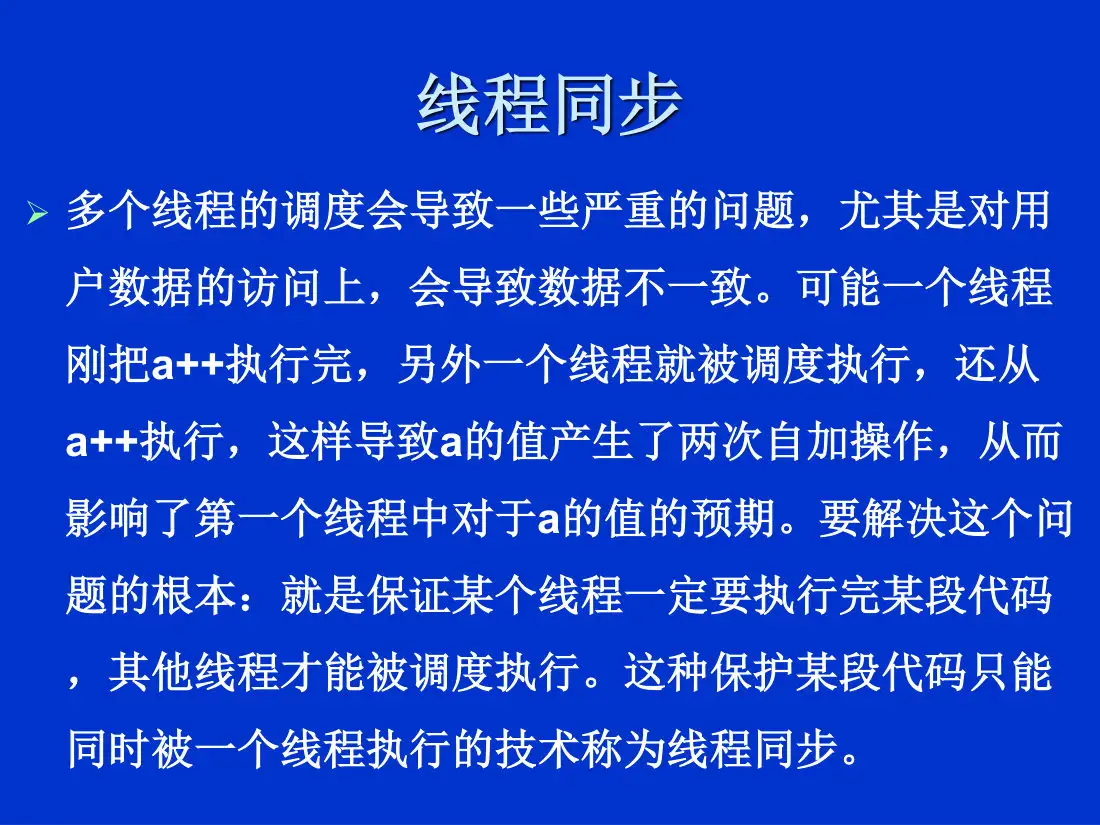 线程同步
多个线程的调度会导致一些严重的问题，尤其是对用
户数据的访问上，会导致数据不一致。可能一个线程
刚把a++执行完，另外一个线程就被调度执行，还从
a++执行，这样导致a的值产生了两次自加操作，从而
影响了第一个线程中对于a的值的预期。要解决这个问
题的根本：就是保证某个线程一定要执行完某段代码
，其他线程才能被调度执行。这种保护某段代码只能
同时被一个线程执行的技术称为线程同步。